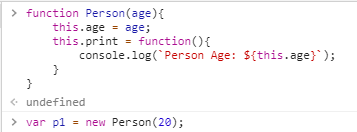 > function Person(age){
    this.age = age;
    this.print = function(){
        console.log(`Person Age: ${this.age}`);
    }
}
< undefined
> var p1 = new Person(20);